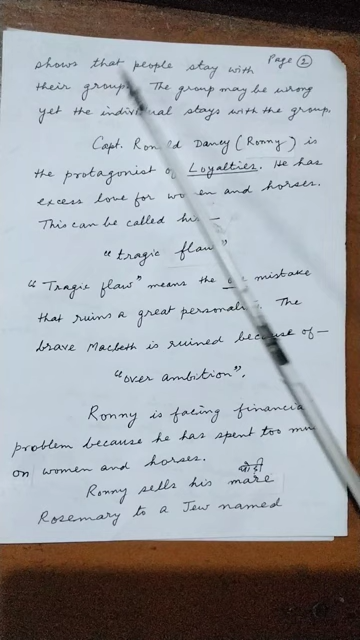 Page 2
shows that people stay with
their group. The group may be wrong
yet the individual stays with the group.
Capt. Ronald Dancy (Ronny) is
the protagonist of Loyalties. He has
excess love for women and horses.
This can be called his—
"tragic flaw"
"Tragic flaw" means the one mistake
that ruins a great personality. The
brave Macbeth is ruined because of—
"over ambition".
Ronny is facing financial
problem because he has spent too
on women and horses.
घोड़ी
Ronny sells his mare
Rosemary to a Jew named